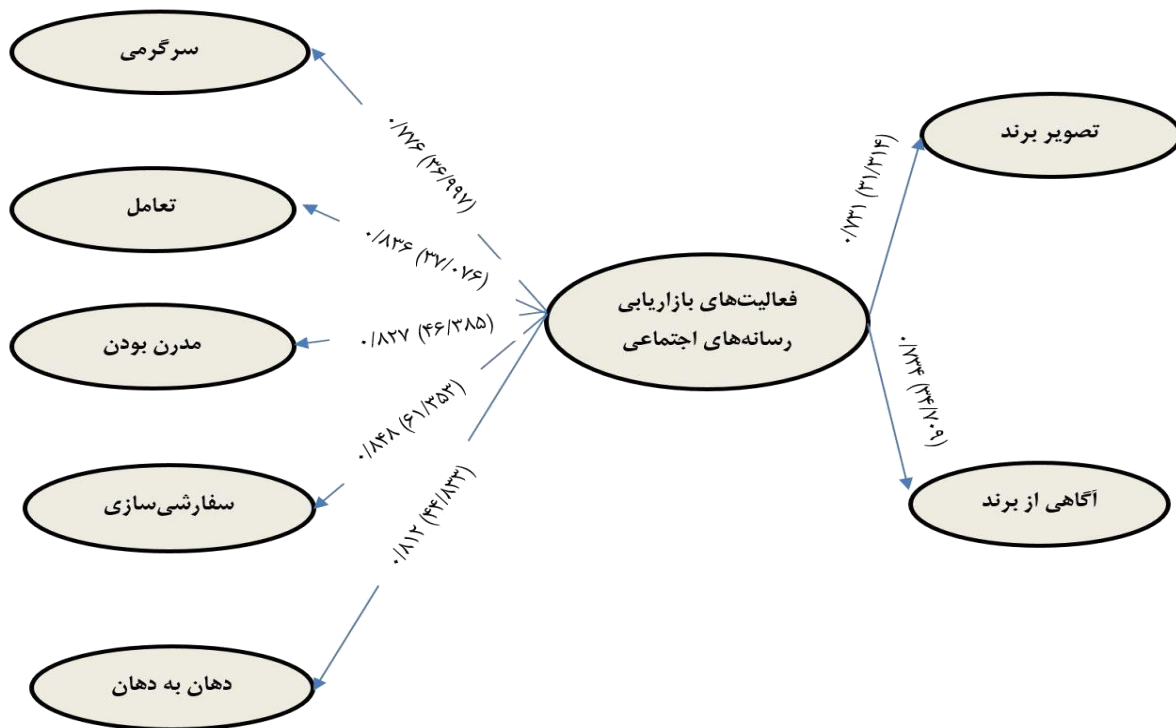 سرگرمی
تعامل
مدرن بودن
سفارشی‌سازی
دهان به دهان
۰/۷۷۶ (۳۶/۹۹۷)
۰/۸۳۶ (۳۷/۰۷۶)
۰/۸۲۷ (۴۶/۳۸۵)
۰/۸۴۸ (۶۱/۳۵۳)
۰/۸۱۲ (۴۴/۸۳۳)
فعالیت‌های بازاریابی
رسانه‌های اجتماعی
۰/۷۳۱ (۳۱/۳۱۴)
۰/۷۳۴ (۳۴/۷۰۹)
تصویر برند
آگاهی از برند